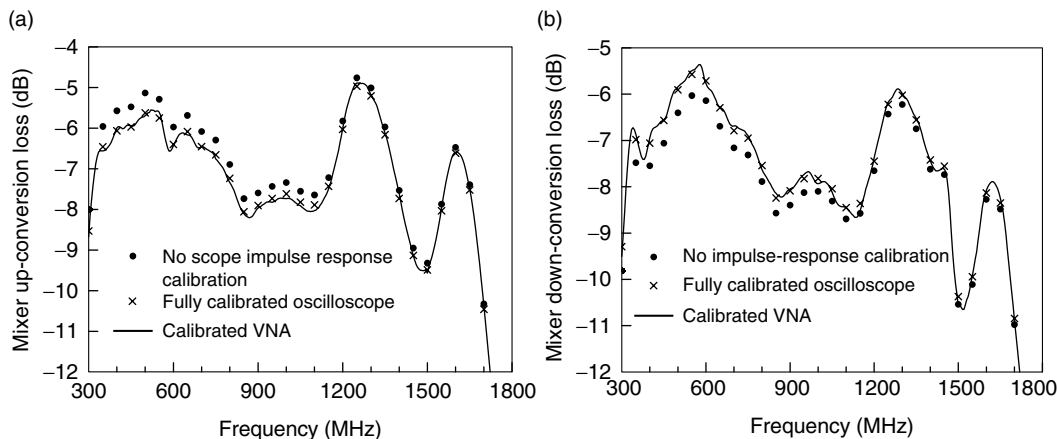 (a)
Mixer up-conversion loss (dB)
−4
−5
−6
−7
−8
−9
−10
−11
−12
No scope impulse response
calibration
Fully calibrated oscilloscope
Calibrated VNA
300 600 900 1200 1500 1800
Frequency (MHz)
(b)
Mixer down-conversion loss (dB)
−5
−6
−7
−8
−9
−10
−11
−12
No impulse-response calibration
Fully calibrated oscilloscope
Calibrated VNA
300 600 900 1200 1500 1800
Frequency (MHz)